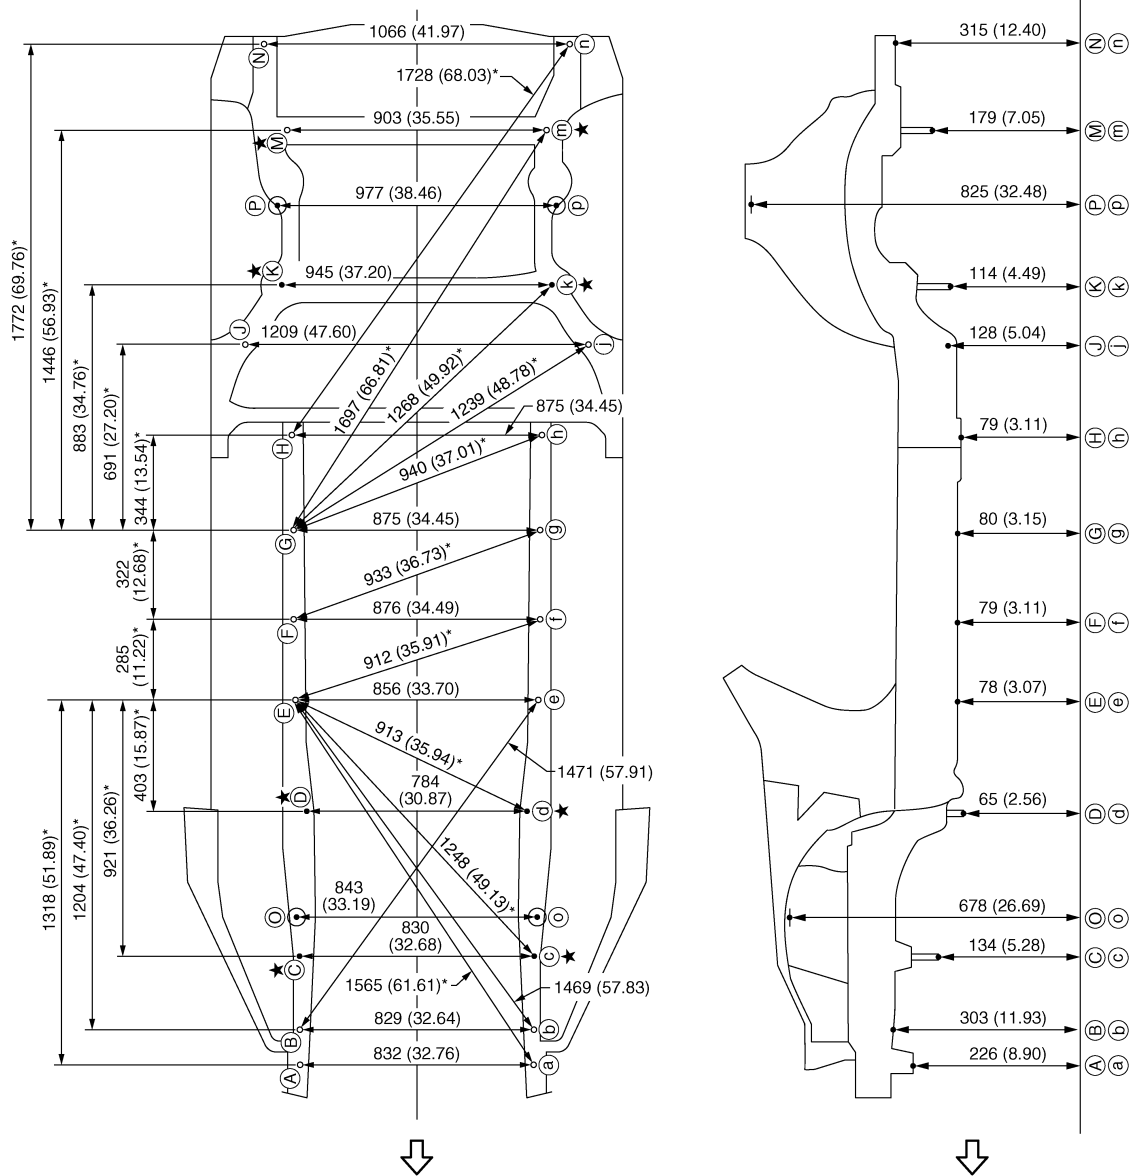 1066 (41.97)
N
n
1728 (68.03)*
903 (35.55)
★ M
m ★
P
977 (38.46)
p
★ K
945 (37.20)
k ★
J
1209 (47.60)
j
1697 (66.81)*
1268 (49.92)*
1239 (48.78)*
875 (34.45)
H
h
940 (37.01)*
875 (34.45)
G
g
933 (36.73)*
876 (34.49)
F
f
912 (35.91)*
856 (33.70)
E
e
913 (35.94)*
1471 (57.91)
784
(30.87)
★ D
d ★
1248 (49.13)*
843
(33.19)
O
o
830
(32.68)
★ C
c ★
1565 (61.61)*
1469 (57.83)
829 (32.64)
B
b
832 (32.76)
A
a
1772 (69.76)*
1446 (56.93)*
883 (34.76)*
691 (27.20)*
344 (13.54)*
322
(12.68)*
285
(11.22)*
403 (15.87)*
921 (36.26)*
1204 (47.40)*
1318 (51.89)*
315 (12.40) N n
179 (7.05) M m
825 (32.48) P p
114 (4.49) K k
128 (5.04) J j
79 (3.11) H h
80 (3.15) G g
79 (3.11) F f
78 (3.07) E e
65 (2.56) D d
678 (26.69) O o
134 (5.28) C c
303 (11.93) B b
226 (8.90) A a